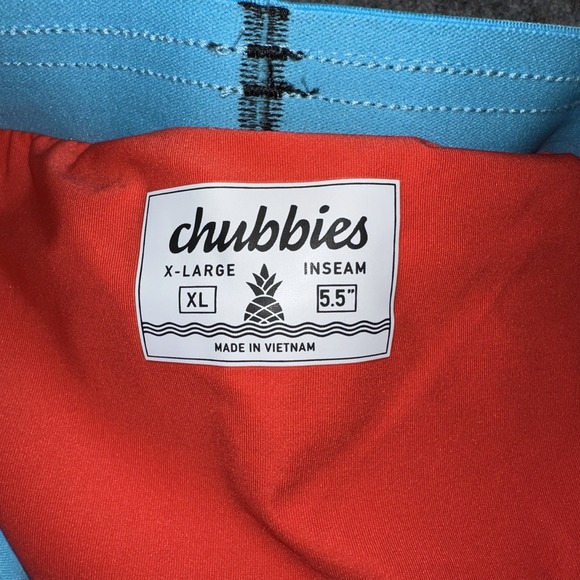 chubbies
X-LARGE INSEAM
XL 5.5"
MADE IN VIETNAM